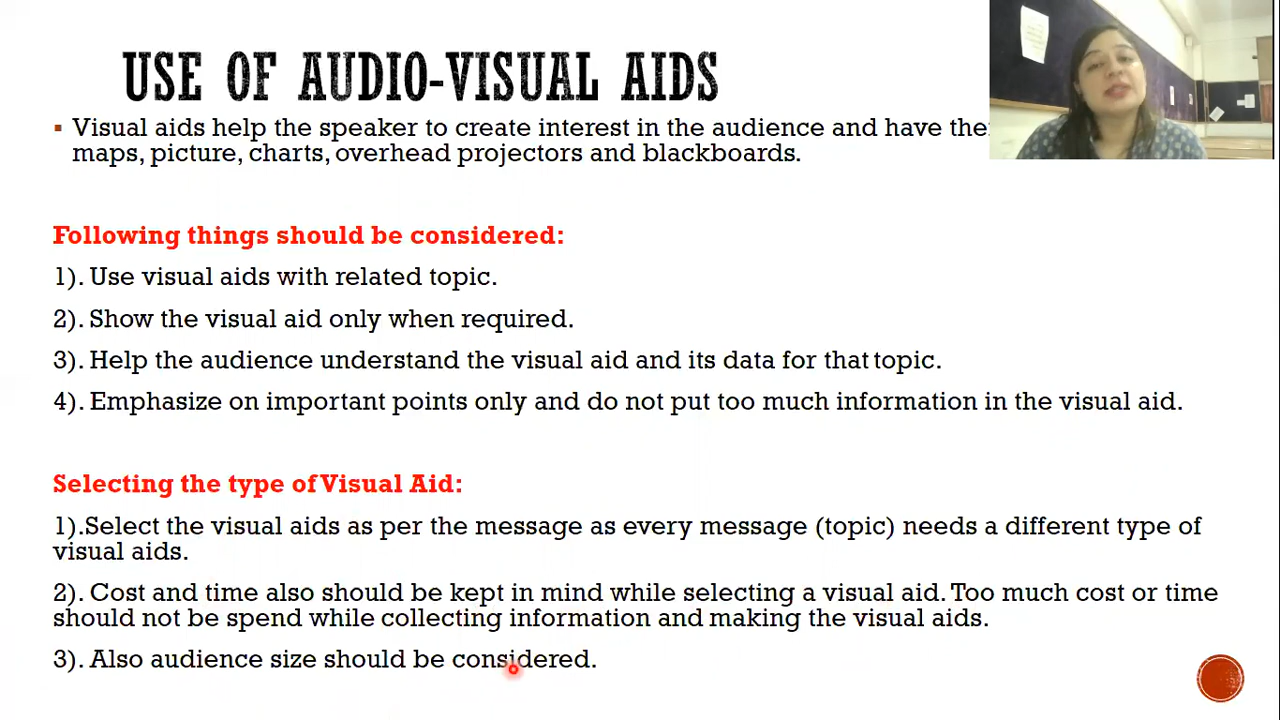 USE OF AUDIO-VISUAL AIDS
Visual aids help the speaker to create interest in the audience and have
maps, picture, charts, overhead projectors and blackboards.
Following things should be considered:
1). Use visual aids with related topic.
2). Show the visual aid only when required.
3). Help the audience understand the visual aid and its data for that topic.
4). Emphasize on important points only and do not put too much information in the visual aid.
Selecting the type of Visual Aid:
1).Select the visual aids as per the message as every message (topic) needs a different type of
visual aids.
2). Cost and time also should be kept in mind while selecting a visual aid. Too much cost or time
should not be spend while collecting information and making the visual aids.
3). Also audience size should be considered.